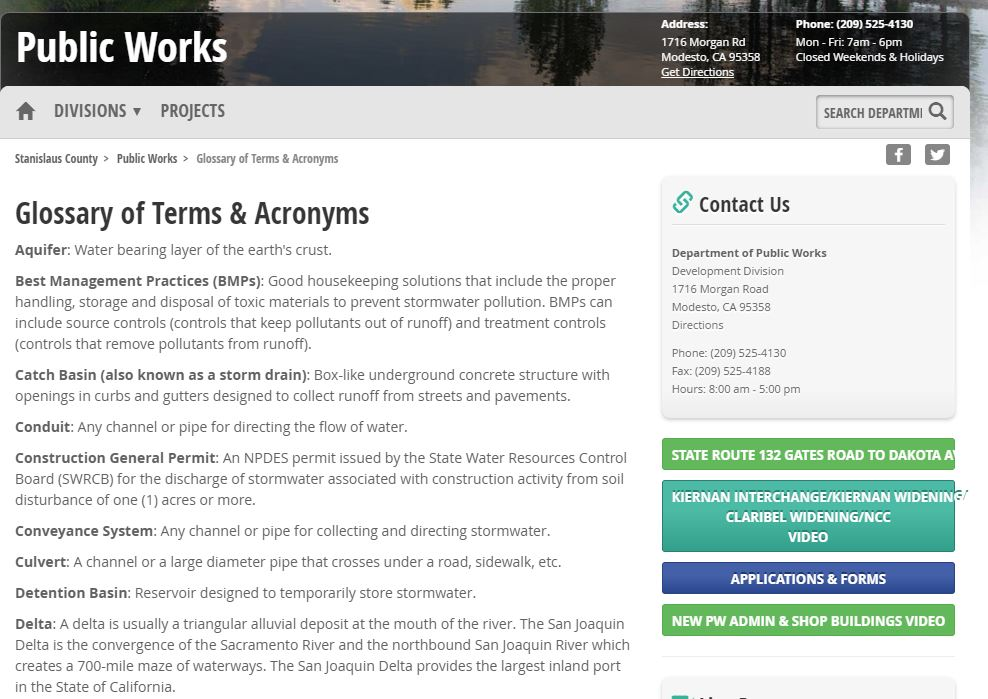 Public Works
Address:
1716 Morgan Rd
Modesto, CA 95358
Get Directions
Phone: (209) 525-4130
Mon - Fri: 7am - 6pm
Closed Weekends & Holidays
DIVISIONS ▼ PROJECTS
SEARCH DEPARTM
Stanislaus County > Public Works > Glossary of Terms & Acronyms
Glossary of Terms & Acronyms
Aquifer: Water bearing layer of the earth's crust.
Best Management Practices (BMPs): Good housekeeping solutions that include the proper
handling, storage and disposal of toxic materials to prevent stormwater pollution. BMPs can
include source controls (controls that keep pollutants out of runoff) and treatment controls
(controls that remove pollutants from runoff).
Catch Basin (also known as a storm drain): Box-like underground concrete structure with
openings in curbs and gutters designed to collect runoff from streets and pavements.
Conduit: Any channel or pipe for directing the flow of water.
Construction General Permit: An NPDES permit issued by the State Water Resources Control
Board (SWRCB) for the discharge of stormwater associated with construction activity from soil
disturbance of one (1) acres or more.
Conveyance System: Any channel or pipe for collecting and directing stormwater.
Culvert: A channel or a large diameter pipe that crosses under a road, sidewalk, etc.
Detention Basin: Reservoir designed to temporarily store stormwater.
Delta: A delta is usually a triangular alluvial deposit at the mouth of the river. The San Joaquin
Delta is the convergence of the Sacramento River and the northbound San Joaquin River which
creates a 700-mile maze of waterways. The San Joaquin Delta provides the largest inland port
in the State of California.
Contact Us
Department of Public Works
Development Division
1716 Morgan Road
Modesto, CA 95358
Directions
Phone: (209) 525-4130
Fax: (209) 525-4188
Hours: 8:00 am - 5:00 pm
STATE ROUTE 132 GATES ROAD TO DAKOTA
KIERNAN INTERCHANGE/KIERNAN WIDENING/
CLARIBEL WIDENING/NCC
VIDEO
APPLICATIONS & FORMS
NEW PW ADMIN & SHOP BUILDINGS VIDEO